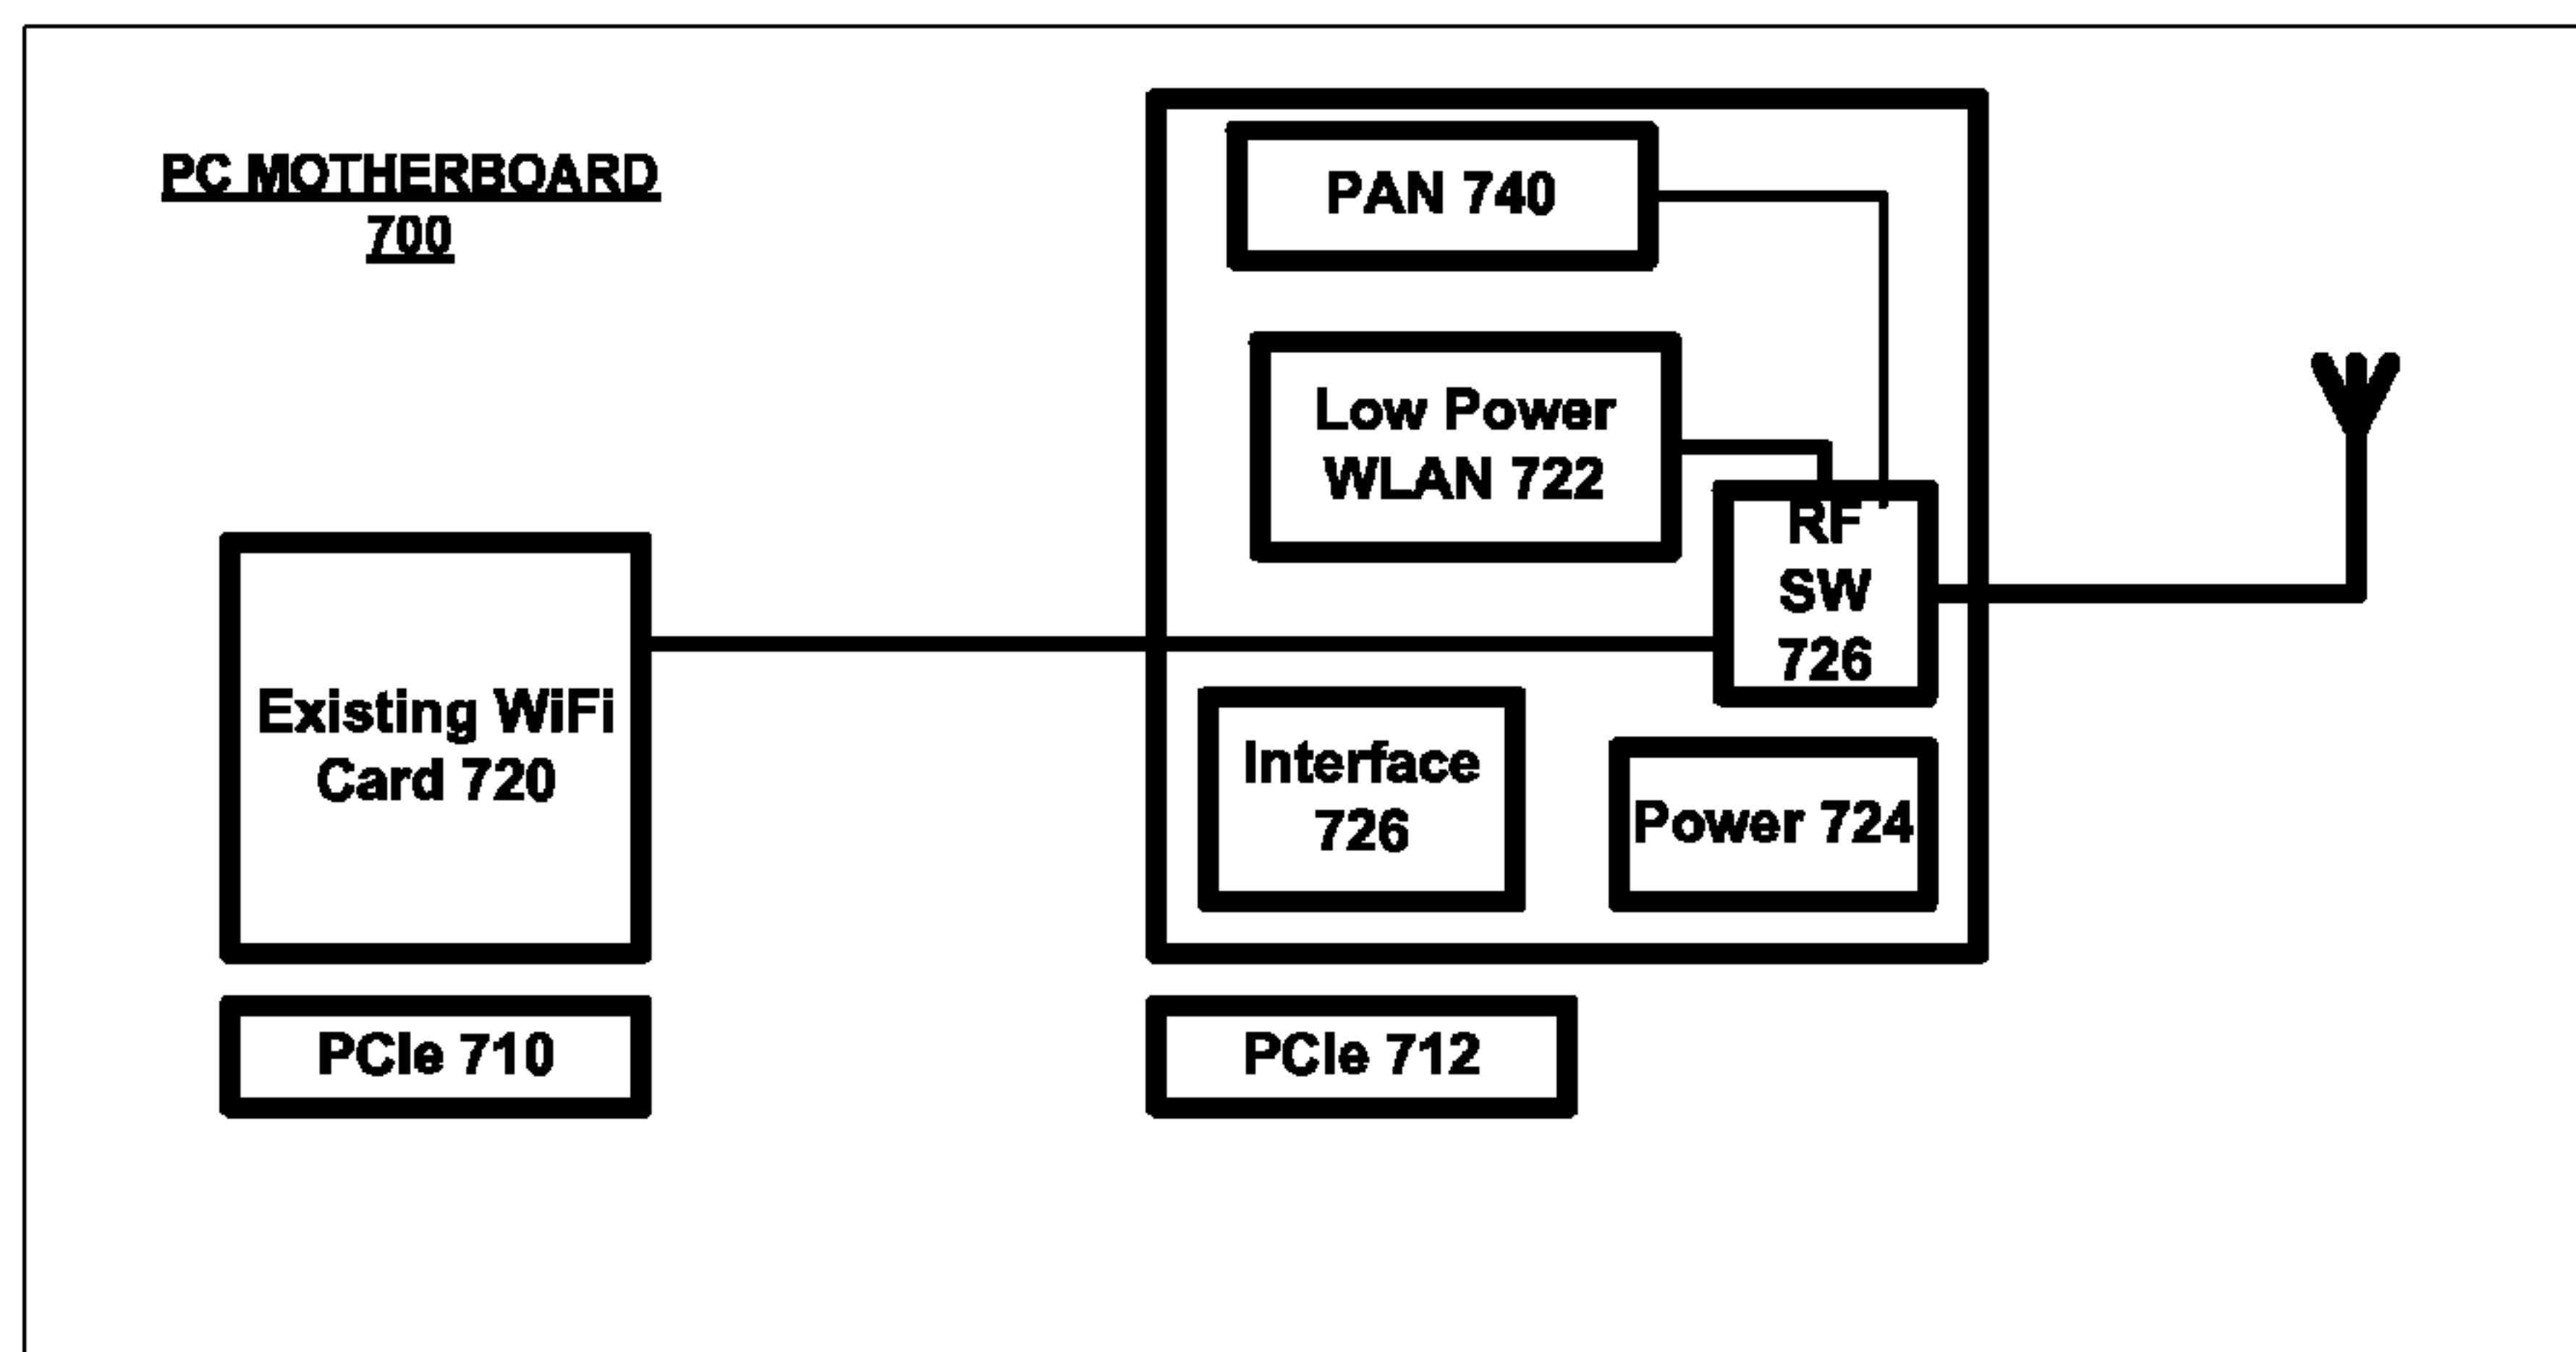 PC MOTHERBOARD
700
PAN 740
Low Power
WLAN 722
RF
SW
726
Existing WiFi
Card 720
Interface
726
Power 724
PCIe 710
PCIe 712